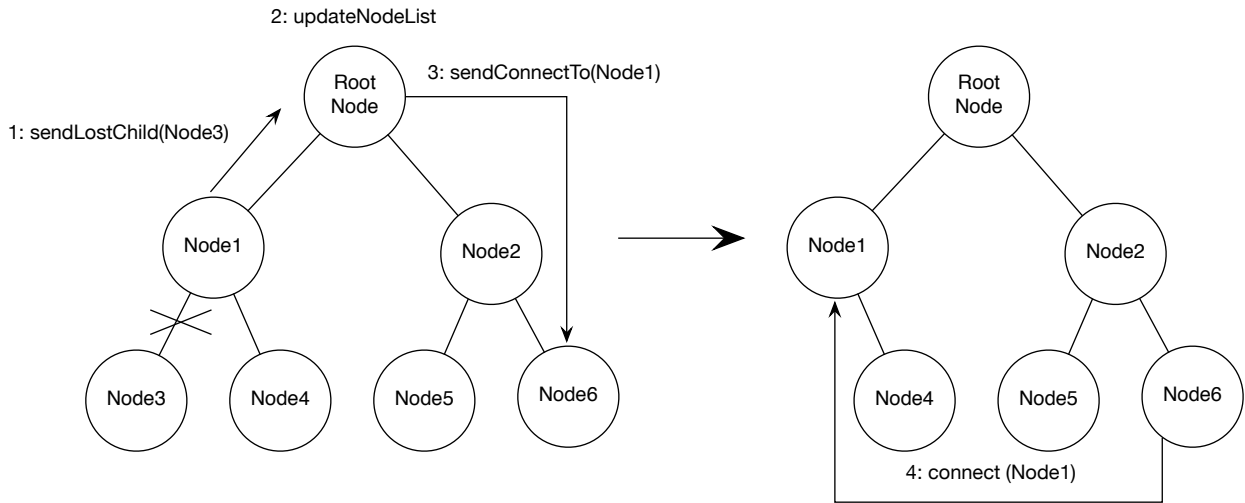 2: updateNodeList
Root
Node
3: sendConnectTo(Node1)
1: sendLostChild(Node3)
Node1
Node2
Node3
Node4
Node5
Node6
Root
Node
Node1
Node2
Node4
Node5
Node6
4: connect (Node1)